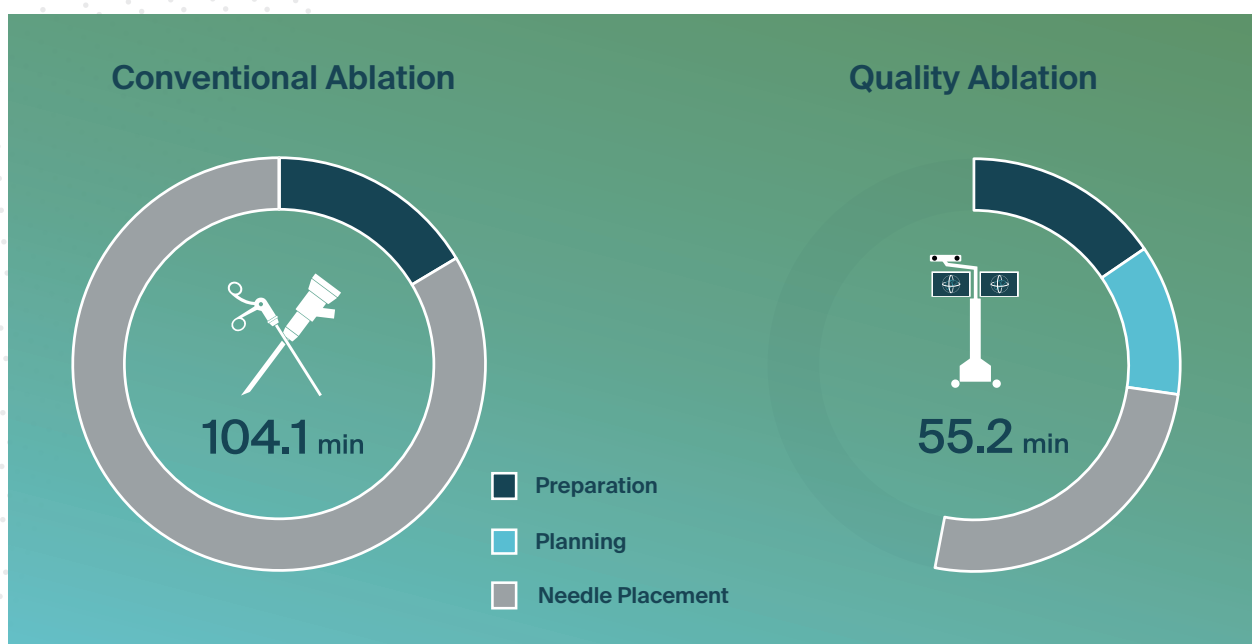 Conventional Ablation
Quality Ablation
104.1 min
55.2 min
Preparation
Planning
Needle Placement